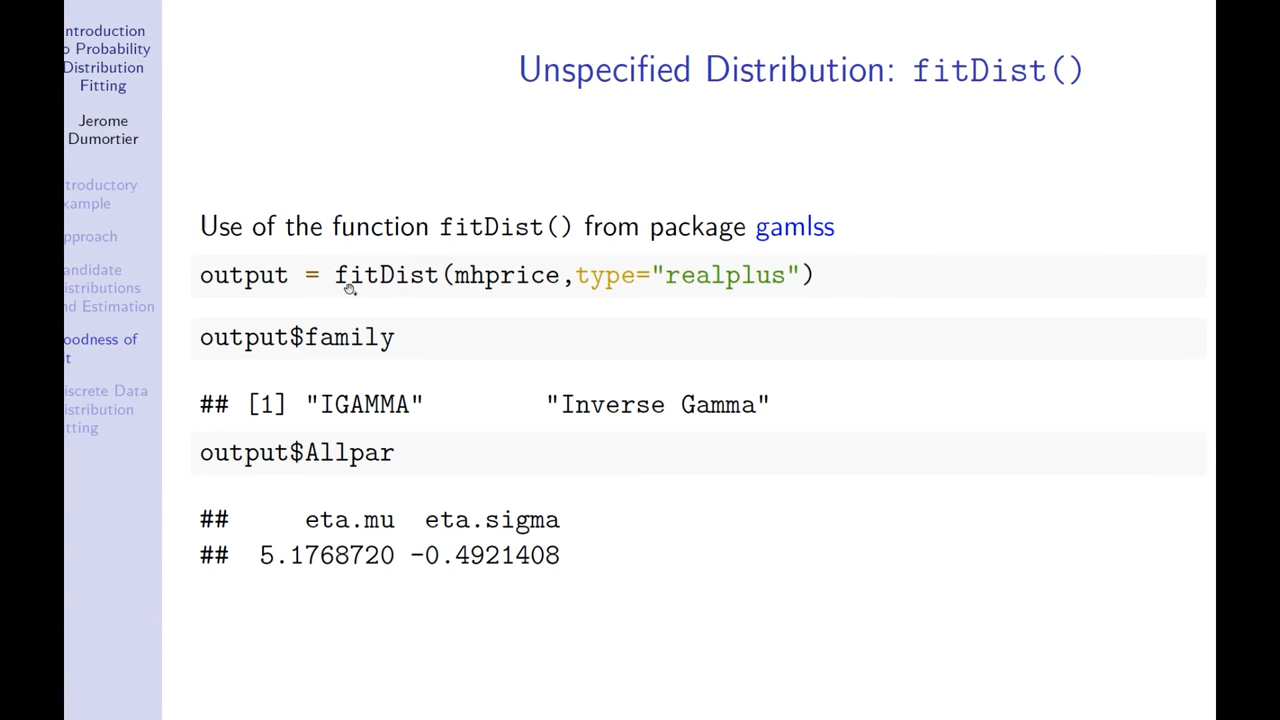 ntroduction
o Probability
Distribution
Fitting
Jerome
Dumortier
troductory
xample
pproach
andidate
istributions
nd Estimation
oodness of
t
iscrete Data
istribution
tting
Unspecified Distribution: fitDist()
Use of the function fitDist() from package gamlss
output = fitDist(mhprice,type="realplus")
output$family
## [1] "IGAMMA"        "Inverse Gamma"
output$Allpar
##     eta.mu  eta.sigma
##  5.1768720 -0.4921408